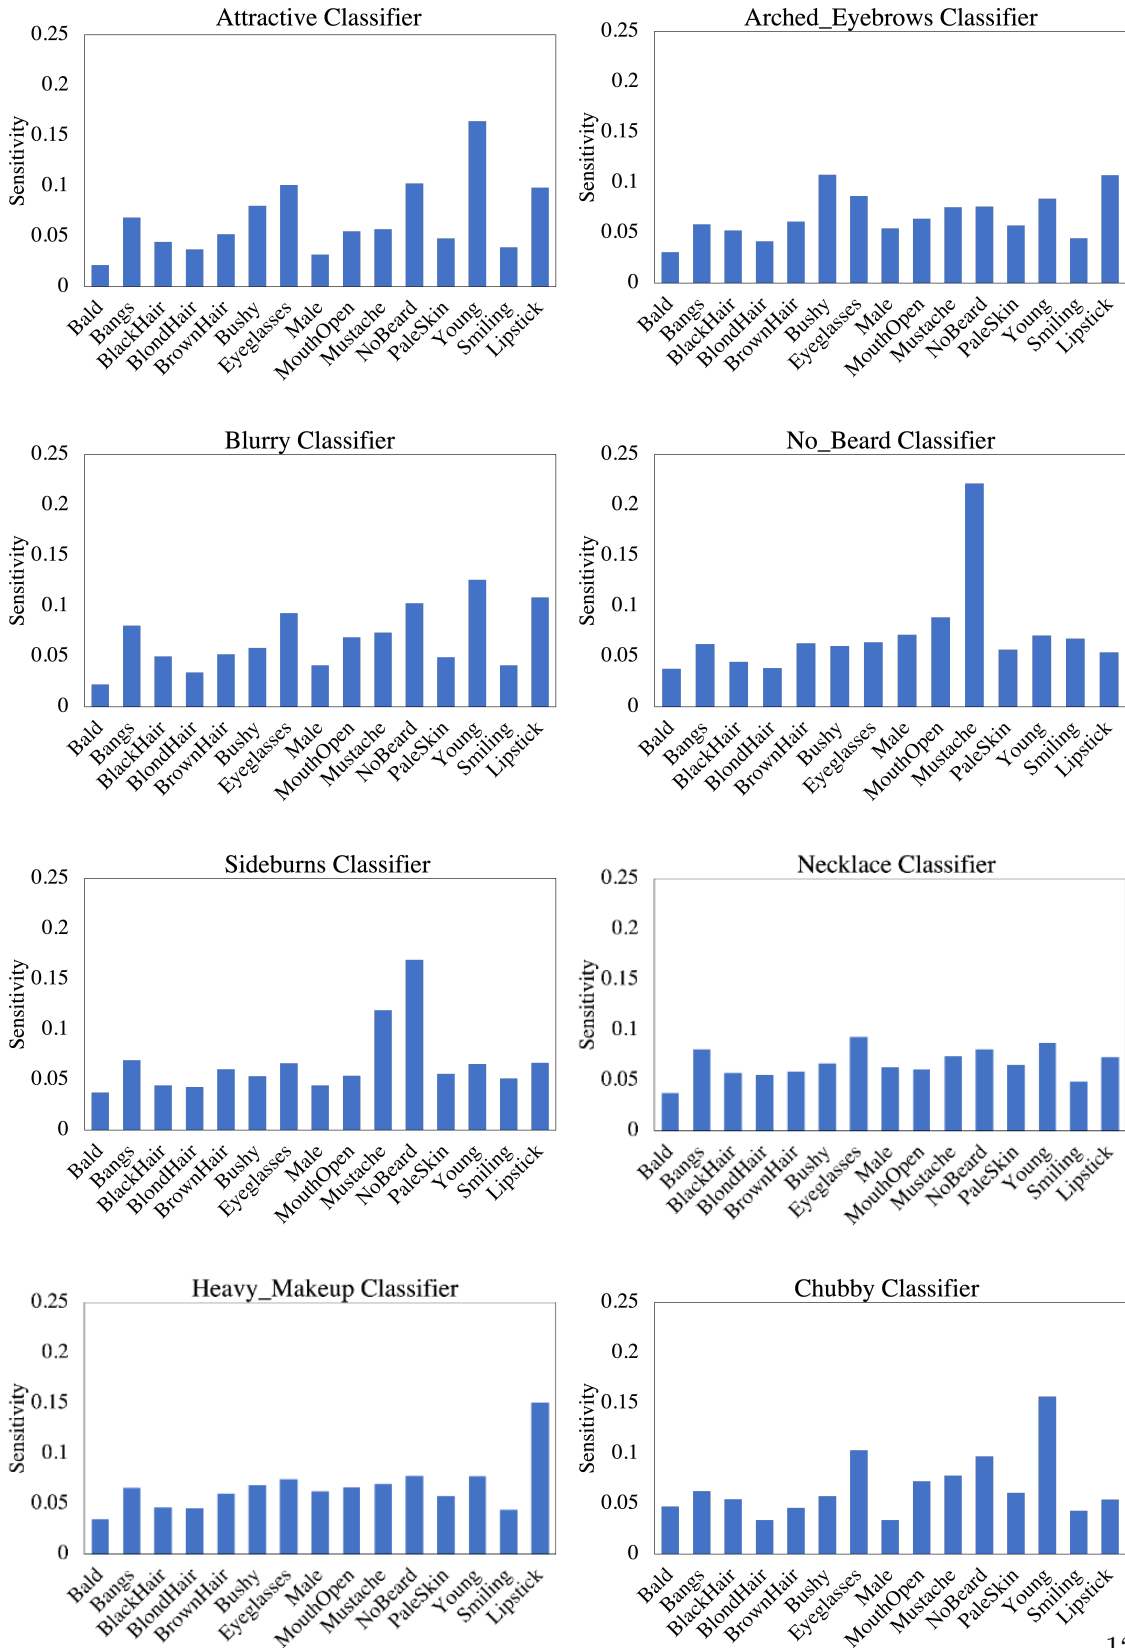 Attractive Classifier
0.25
0.2
0.15
0.1
0.05
0
Sensitivity
Bald
Bangs
BlackHair
BlondHair
BrownHair
Bushy
Eyeglasses
Male
MouthOpen
Mustache
NoBeard
PaleSkin
Young
Smiling
Lipstick
Arched_Eyebrows Classifier
0.25
0.2
0.15
0.1
0.05
0
Sensitivity
Bald
Bangs
BlackHair
BlondHair
BrownHair
Bushy
Eyeglasses
Male
MouthOpen
Mustache
NoBeard
PaleSkin
Young
Smiling
Lipstick
Blurry Classifier
0.25
0.2
0.15
0.1
0.05
0
Sensitivity
Bald
Bangs
BlackHair
BlondHair
BrownHair
Bushy
Eyeglasses
Male
MouthOpen
Mustache
NoBeard
PaleSkin
Young
Smiling
Lipstick
No_Beard Classifier
0.25
0.2
0.15
0.1
0.05
0
Sensitivity
Bald
Bangs
BlackHair
BlondHair
BrownHair
Bushy
Eyeglasses
Male
MouthOpen
Mustache
PaleSkin
Young
Smiling
Lipstick
Sideburns Classifier
0.25
0.2
0.15
0.1
0.05
0
Sensitivity
Bald
Bangs
BlackHair
BlondHair
BrownHair
Bushy
Eyeglasses
Male
MouthOpen
Mustache
NoBeard
PaleSkin
Young
Smiling
Lipstick
Necklace Classifier
0.25
0.2
0.15
0.1
0.05
0
Sensitivity
Bald
Bangs
BlackHair
BlondHair
BrownHair
Bushy
Eyeglasses
Male
MouthOpen
Mustache
NoBeard
PaleSkin
Young
Smiling
Lipstick
Heavy_Makeup Classifier
0.25
0.2
0.15
0.1
0.05
0
Sensitivity
Bald
Bangs
BlackHair
BlondHair
BrownHair
Bushy
Eyeglasses
Male
MouthOpen
Mustache
NoBeard
PaleSkin
Young
Smiling
Lipstick
Chubby Classifier
0.25
0.2
0.15
0.1
0.05
0
Sensitivity
Bald
Bangs
BlackHair
BlondHair
BrownHair
Bushy
Eyeglasses
Male
MouthOpen
Mustache
NoBeard
PaleSkin
Young
Smiling
Lipstick